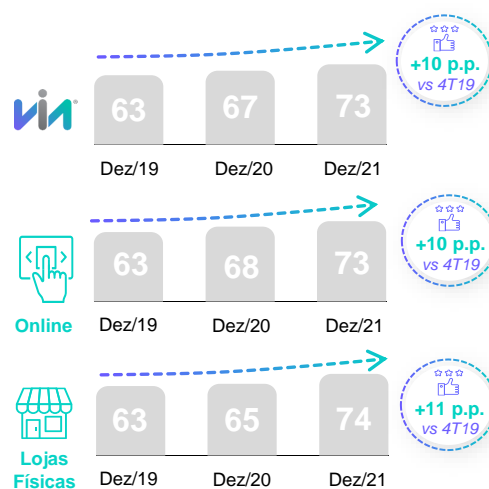 +10 p.p.
vs 4T19
63 67 73
via®
Dez/19 Dez/20 Dez/21
+10 p.p.
vs 4T19
63 68 73
Online
Dez/19 Dez/20 Dez/21
+11 p.p.
vs 4T19
63 65 74
Lojas
Físicas
Dez/19 Dez/20 Dez/21